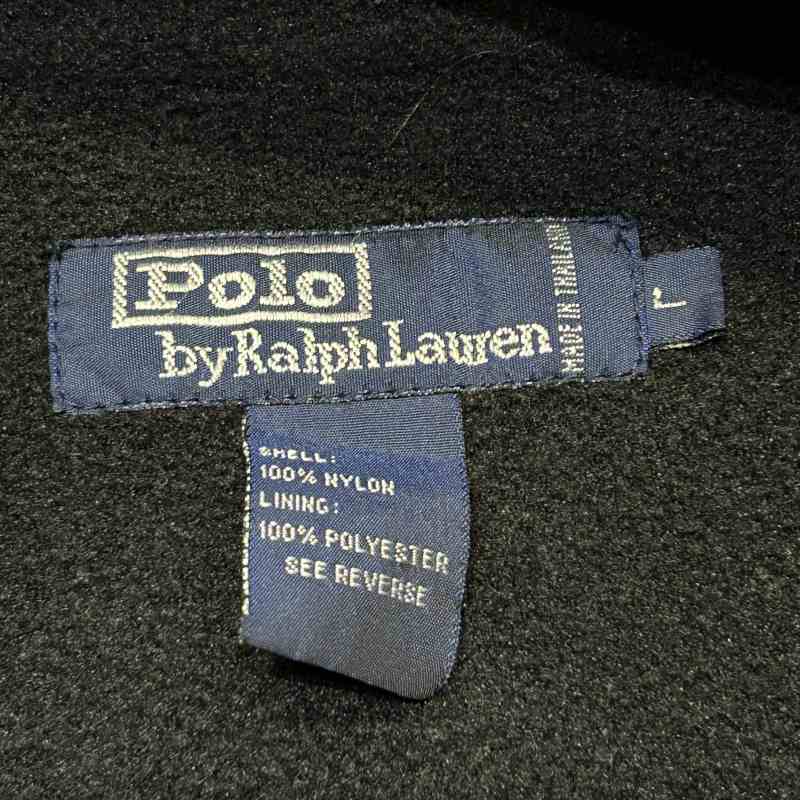 Polo
by Ralph Lauren
MADE IN THAILAND
L
SHELL:
100% NYLON
LINING:
100% POLYESTER
SEE REVERSE